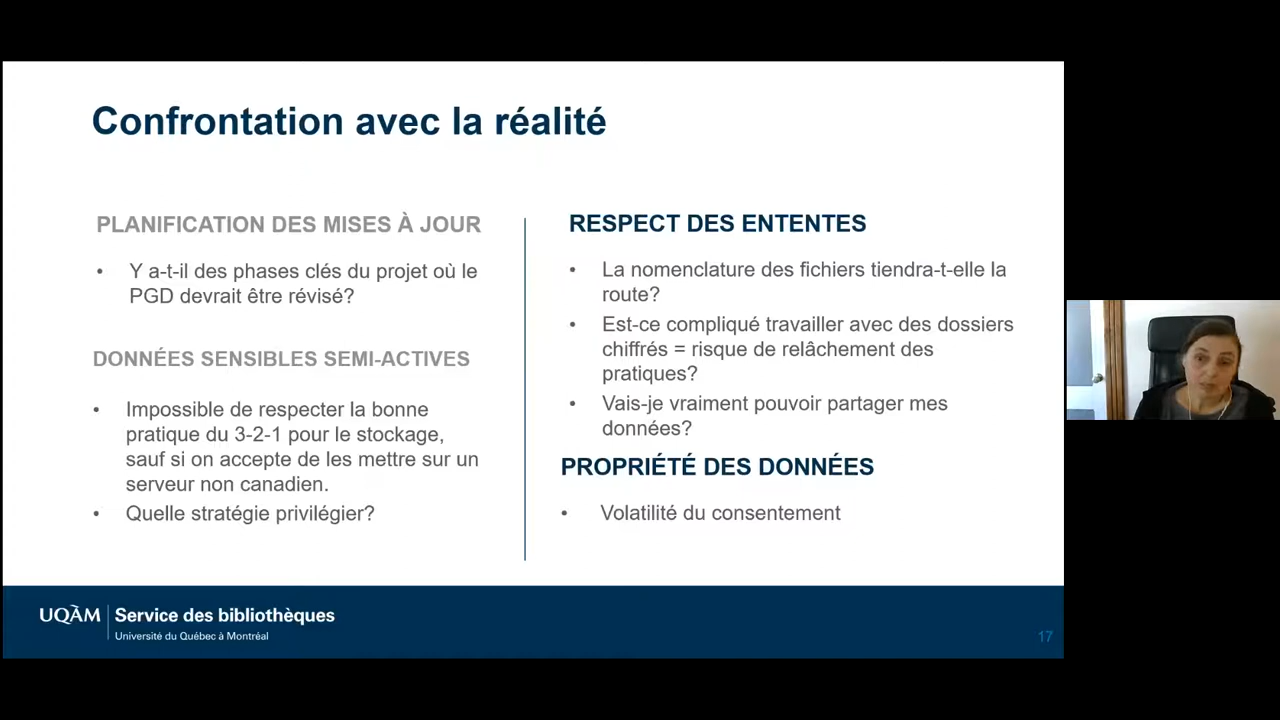 Confrontation avec la réalité
PLANIFICATION DES MISES À JOUR
• Y a-t-il des phases clés du projet où le
PGD devrait être révisé?
DONNÉES SENSIBLES SEMI-ACTIVES
• Impossible de respecter la bonne
pratique du 3-2-1 pour le stockage,
sauf si on accepte de les mettre sur un
serveur non canadien.
• Quelle stratégie privilégier?
RESPECT DES ENTENTES
• La nomenclature des fichiers tiendra-t-elle la
route?
• Est-ce compliqué travailler avec des dossiers
chiffrés = risque de relâchement des
pratiques?
• Vais-je vraiment pouvoir partager mes
données?
PROPRIÉTÉ DES DONNÉES
• Volatilité du consentement
UQÀM
Service des bibliothèques
Université du Québec à Montréal
17